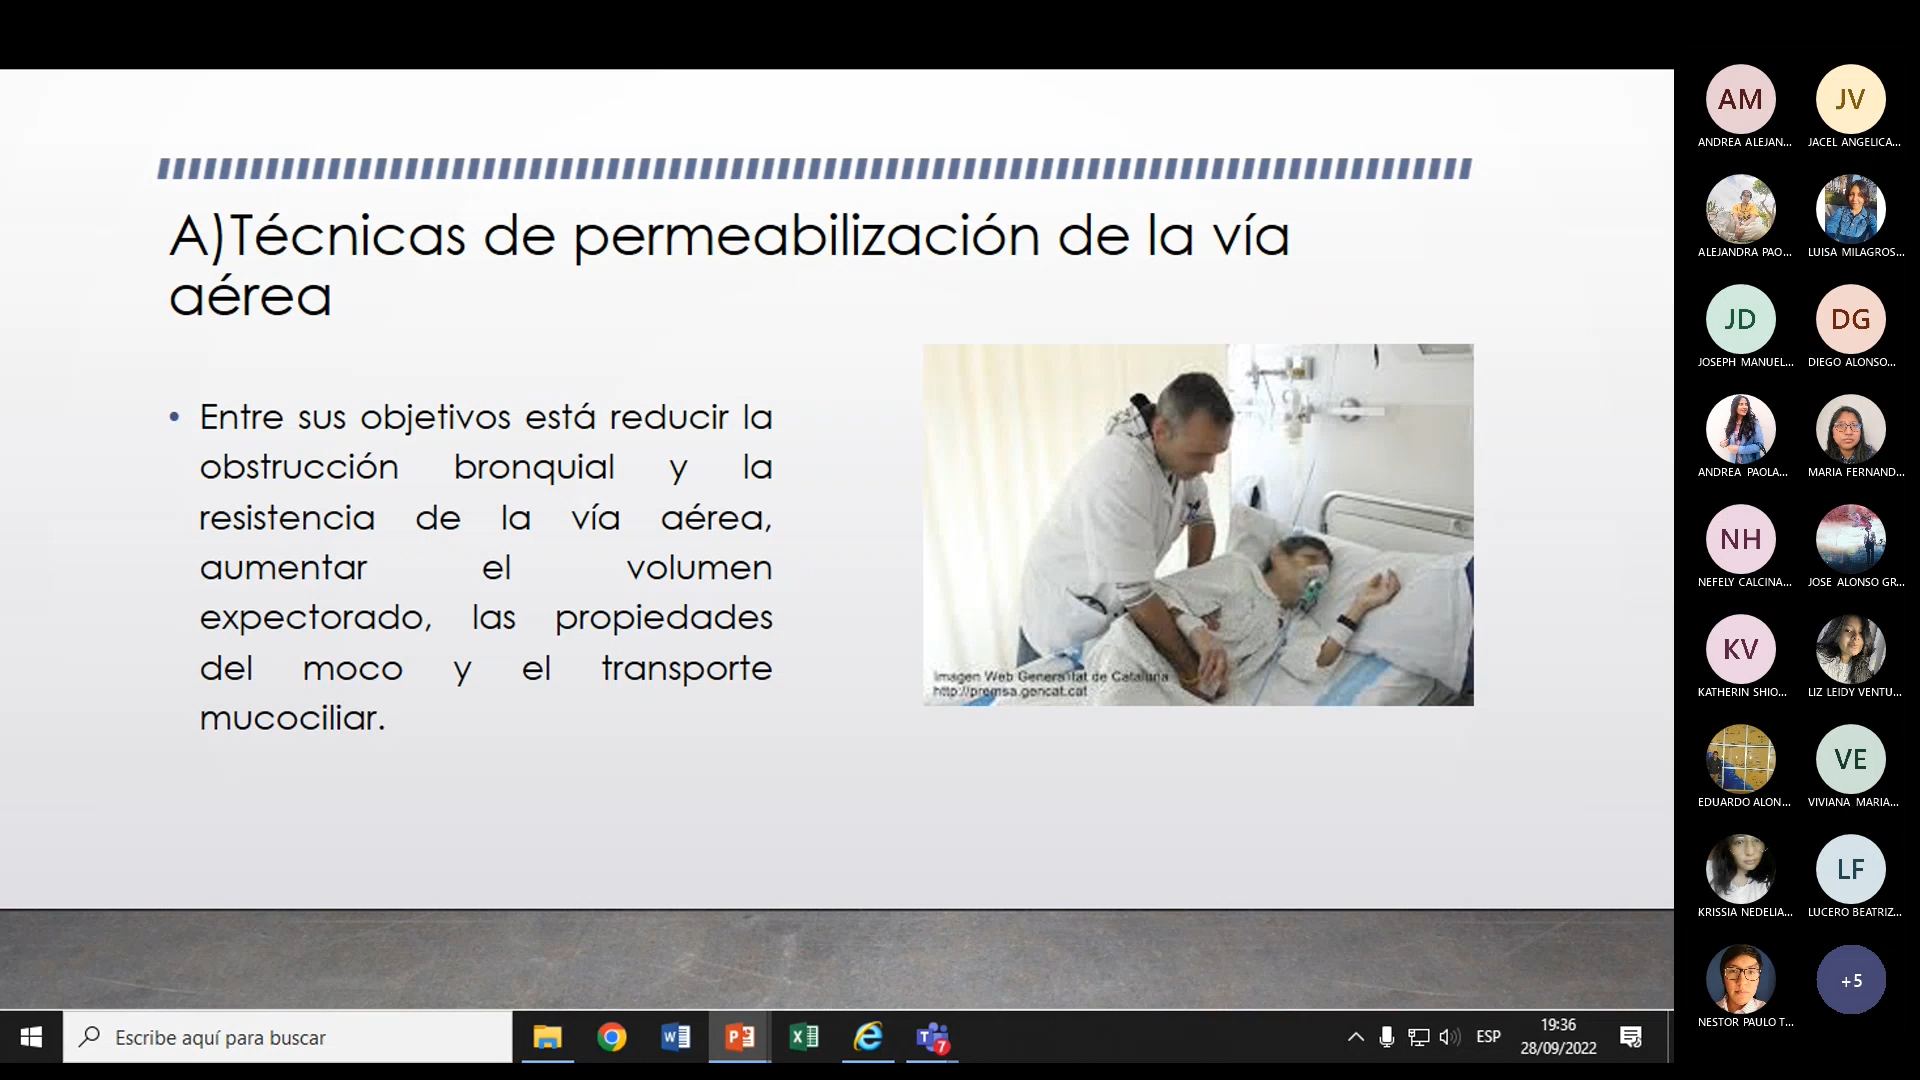 A)Técnicas de permeabilización de la vía
aérea
• Entre sus objetivos está reducir la
obstrucción bronquial y la
resistencia de la vía aérea,
aumentar el volumen
expectorado, las propiedades
del moco y el transporte
mucociliar.
Imagen Web Generalitat de Cataluna
http://premsa.gencat.cat
AM
ANDREA ALEJAN...
JV
JACEL ANGELICA...
ALEJANDRA PAO...
LUISA MILAGROS...
JD
JOSEPH MANUEL...
DG
DIEGO ALONSO...
ANDREA PAOLA...
MARIA FERNAND...
NH
NEFELY CALCINA...
JOSE ALONSO GR...
KV
KATHERIN SHIO...
LIZ LEIDY VENTU...
EDUARDO ALON...
VE
VIVIANA MARIA...
KRISSIA NEDELIA...
LF
LUCERO BEATRIZ...
NESTOR PAULO T...
+5
Escribe aquí para buscar
7
ESP
19:36
28/09/2022